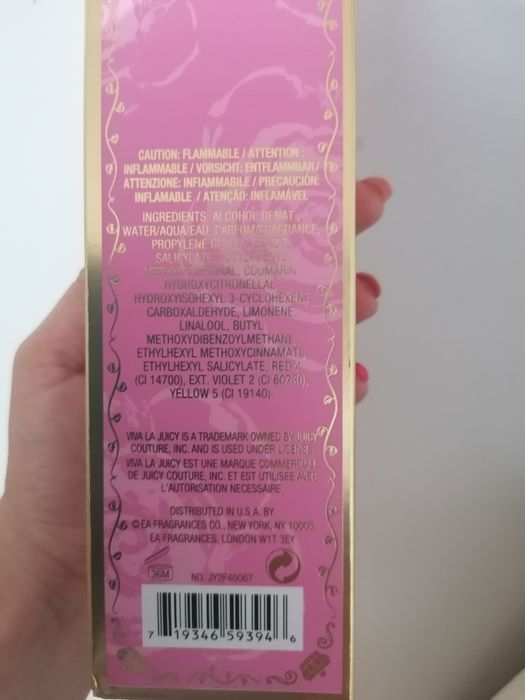 CAUTION: FLAMMABLE / ATTENTION :
INFLAMMABLE / VORSICHT: ENTFLAMMBAR /
ATTENZIONE: INFIAMMABILE / PRECAUCIÓN:
INFLAMABLE / ATENÇÃO: INFLAMÁVEL
INGREDIENTS: ALCOHOL DENAT.,
WATER/AQUA/EAU, PARFUM/FRAGRANCE,
PROPYLENE
SALICYLATE,
COUMARIN
HYDROXYCITRONELLAL
HYDROXYISOHEXYL 3-CYCLOHEXENE
CARBOXALDEHYDE, LIMONENE
LINALOOL, BUTYL
METHOXYDIBENZOYLMETHANE
ETHYLHEXYL METHOXYCINNAMATE,
ETHYLHEXYL SALICYLATE, RED 4
(CI 14700), EXT. VIOLET 2 (CI 60730),
YELLOW 5 (CI 19140).
VIVA LA JUICY IS A TRADEMARK OWNED BY JUICY
COUTURE, INC. AND IS USED UNDER LICENSE.
VIVA LA JUICY EST UNE MARQUE COMMERCIALE
DE JUICY COUTURE, INC. ET EST UTILISÉE AVEC
L'AUTORISATION NÉCESSAIRE.
DISTRIBUTED IN U.S.A. BY
© EA FRAGRANCES CO., NEW YORK, NY 10003
EA FRAGRANCES, LONDON W1T 3EY
36M NO. JY2F40067
7 19346 59394 6